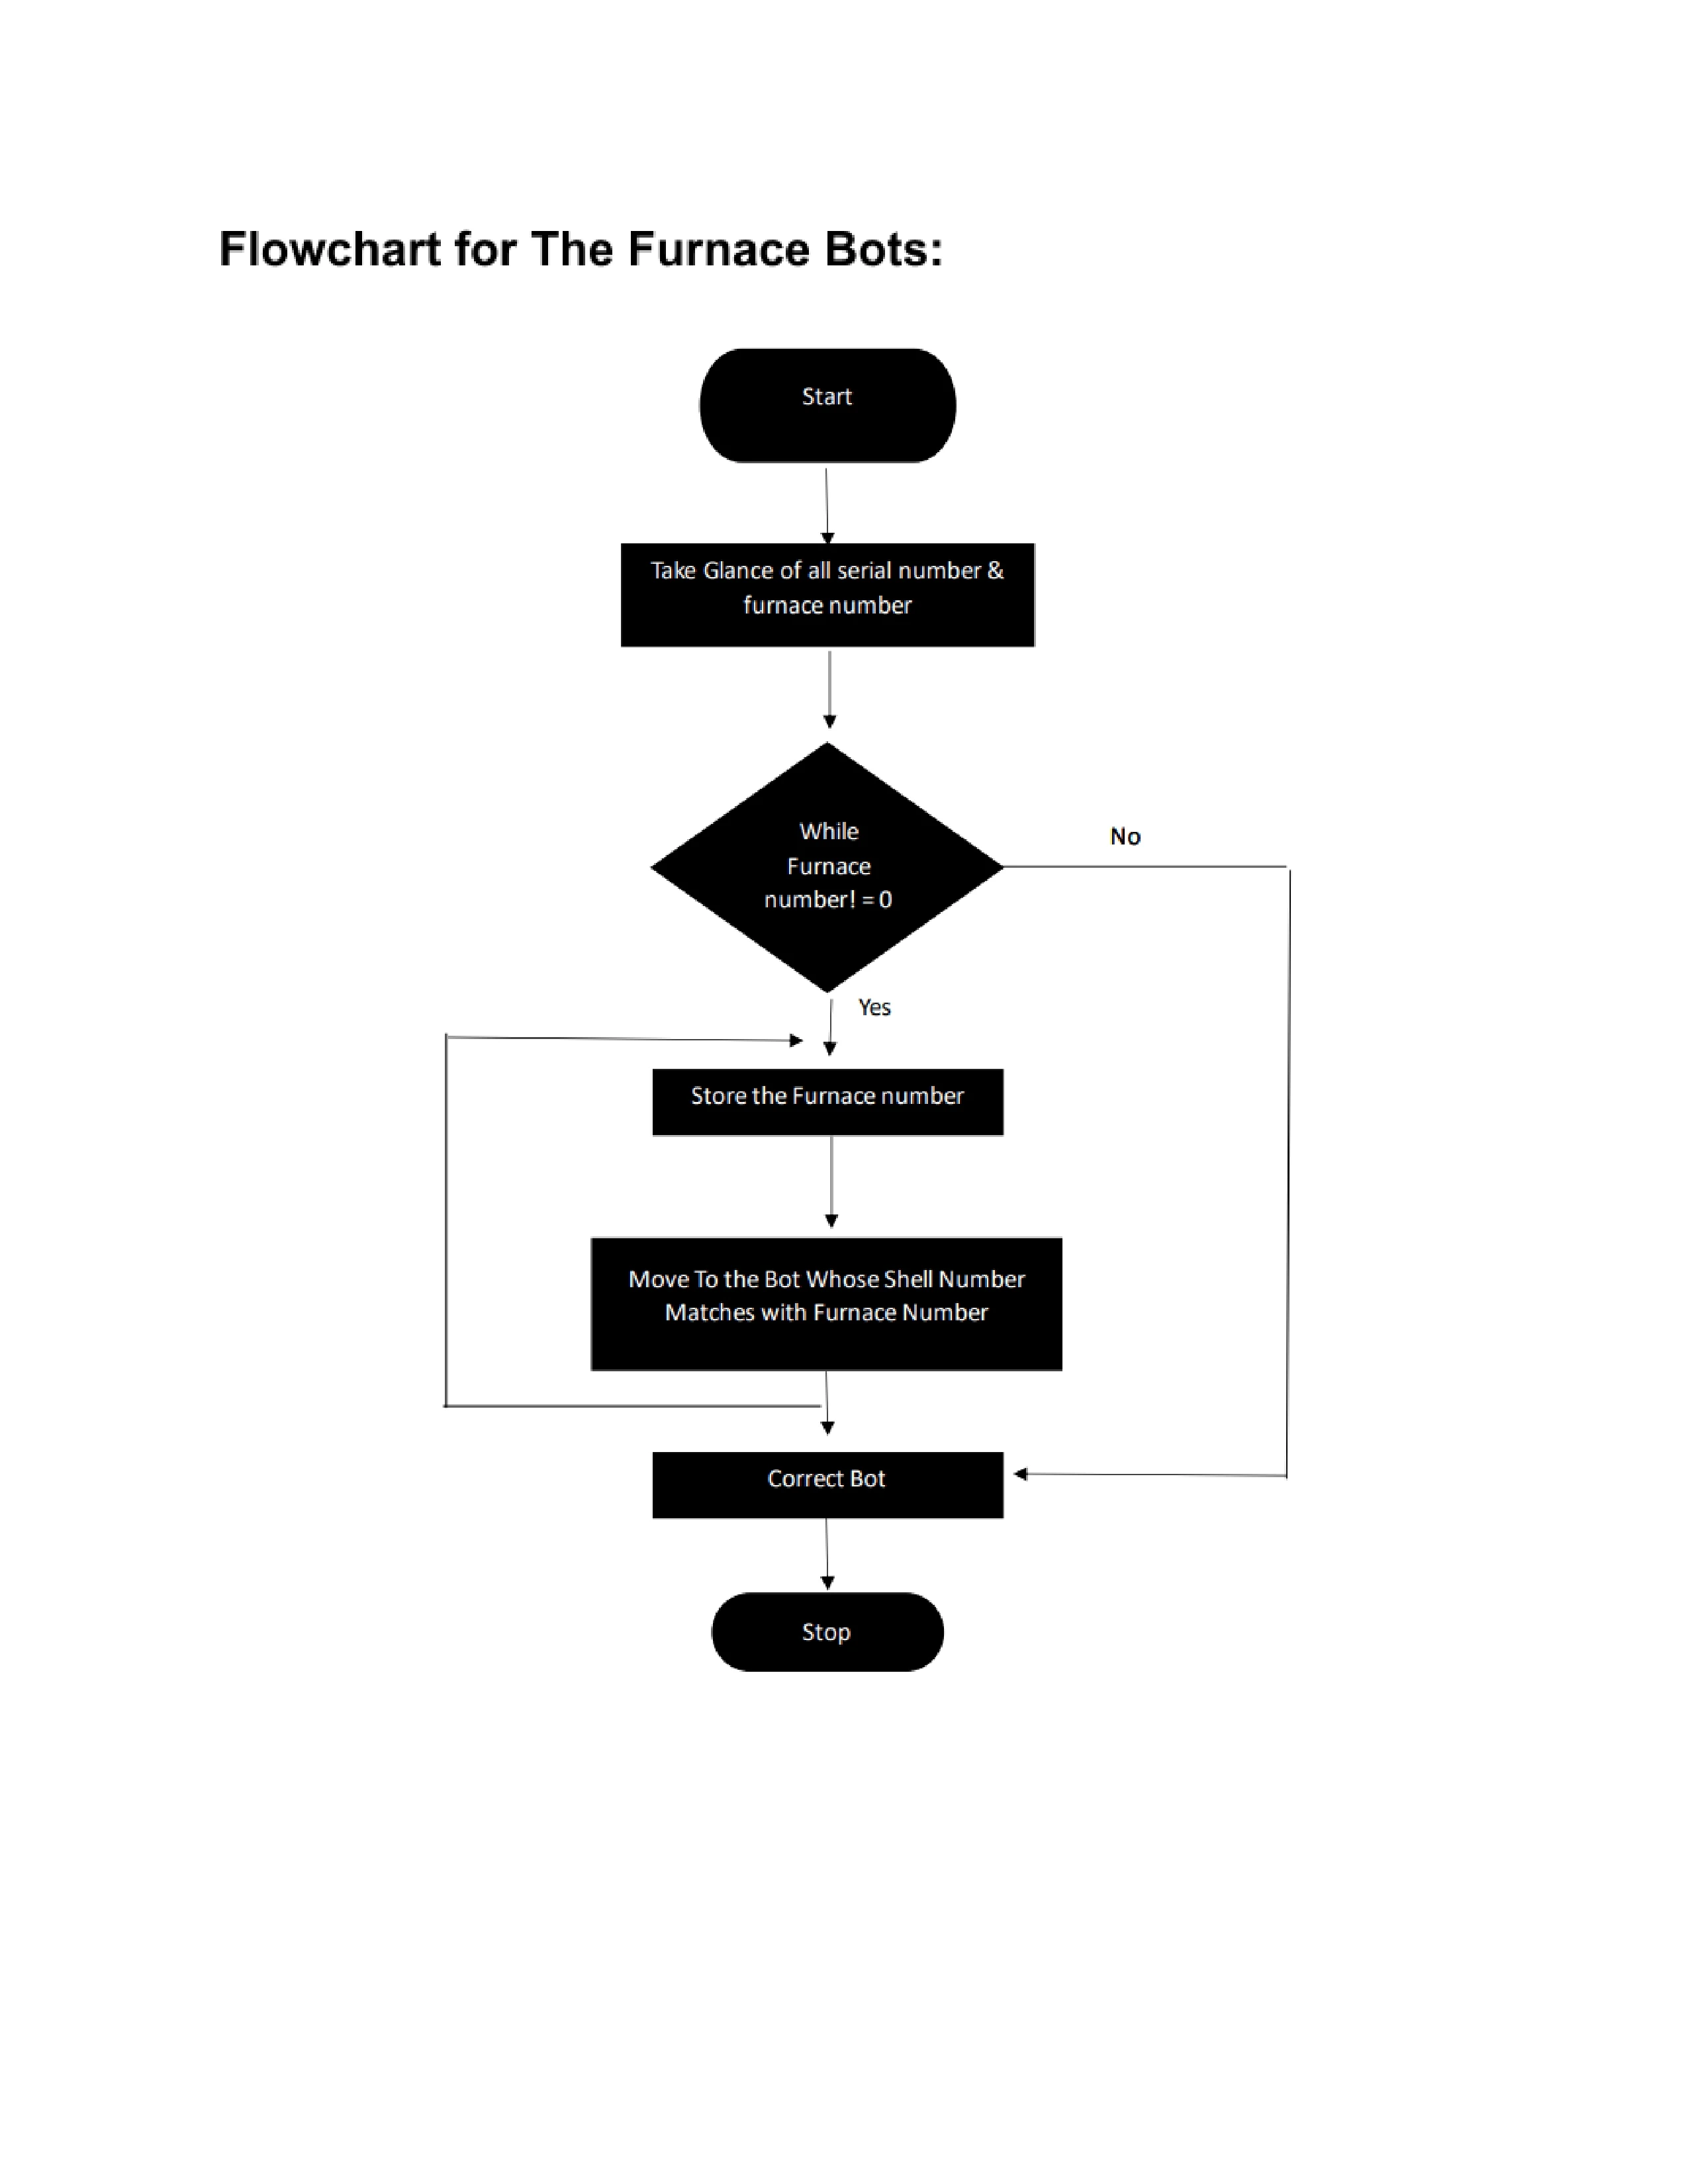 Flowchart for The Furnace Bots:
Start
Take Glance of all serial number &
furnace number
While
Furnace
number! = 0
No
Yes
Store the Furnace number
Move To the Bot Whose Shell Number
Matches with Furnace Number
Correct Bot
Stop